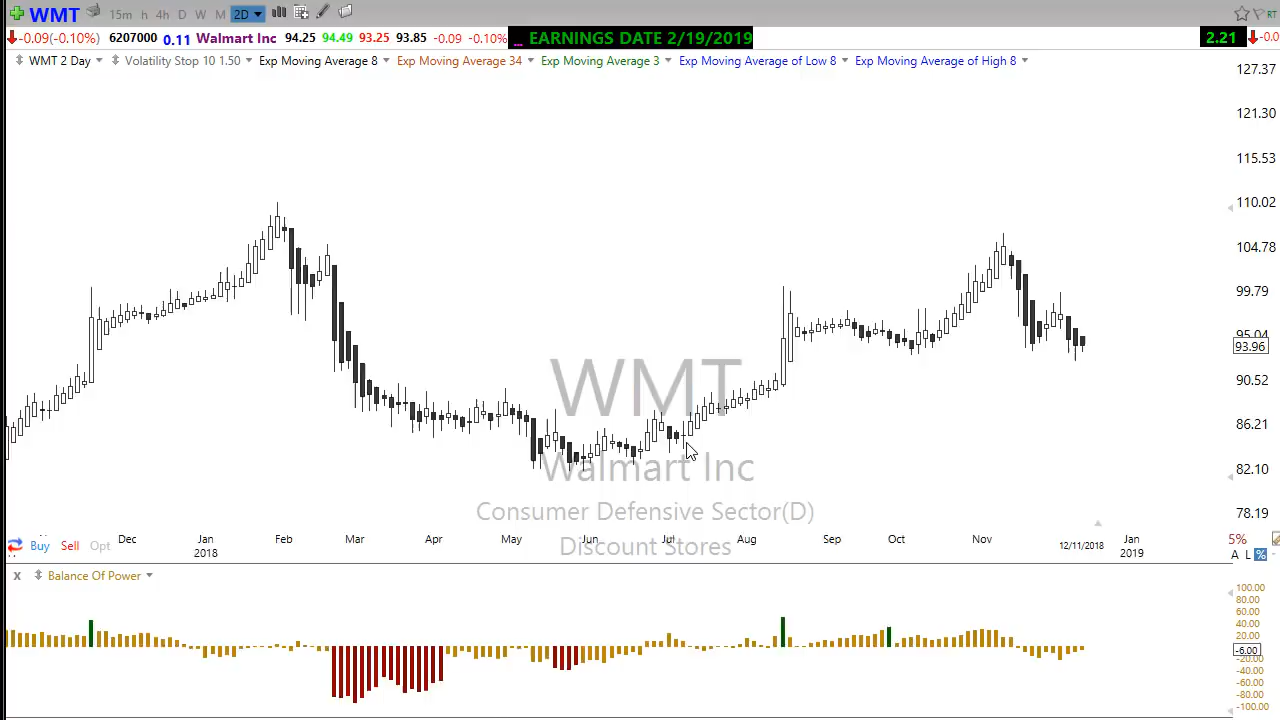 WMT 15m h 4h D W M 2D RT
-0.09(-0.10%) 6207000 0.11 Walmart Inc 94.25 94.49 93.25 93.85 -0.09 -0.10% _ EARNINGS DATE 2/19/2019 2.21 -0.0
WMT 2 Day Volatility Stop 10 1.50 Exp Moving Average 8 Exp Moving Average 34 Exp Moving Average 3 Exp Moving Average of Low 8 Exp Moving Average of High 8
127.37
121.30
115.53
110.02
104.78
99.79
95.04
93.96
90.52
86.21
82.10
78.19
WMT
Walmart Inc
Consumer Defensive Sector(D)
Discount Stores
Dec Jan Feb Mar Apr May Jun Jul Aug Sep Oct Nov Jan
2018 12/11/2018 2019
Buy Sell Opt
5%
A L %
X Balance Of Power
100.00
80.00
60.00
40.00
20.00
-6.00
-20.00
-40.00
-60.00
-80.00
-100.00